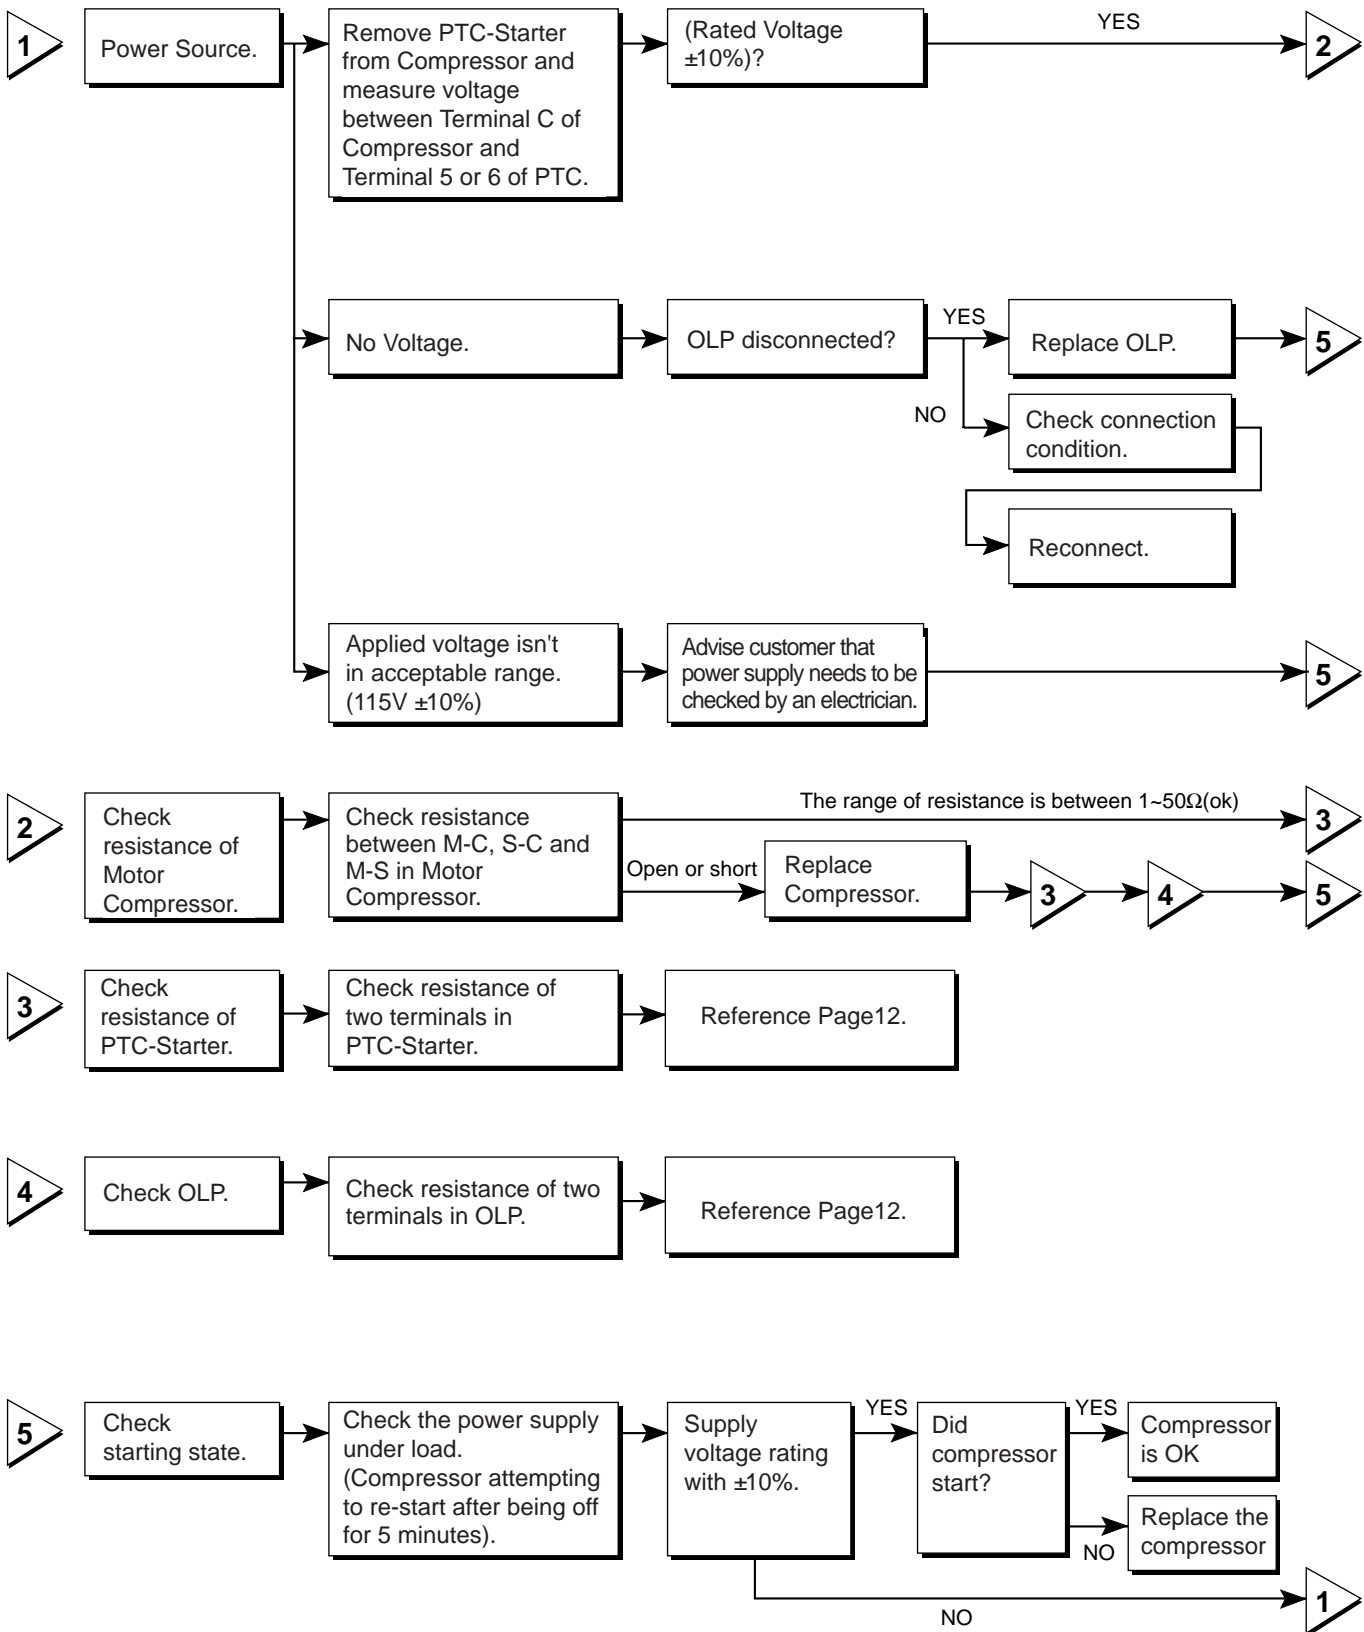 1
Power Source.
Remove PTC-Starter
from Compressor and
measure voltage
between Terminal C of
Compressor and
Terminal 5 or 6 of PTC.
(Rated Voltage
±10%)?
YES
2
No Voltage.
OLP disconnected?
YES
Replace OLP.
5
NO
Check connection
condition.
Reconnect.
Applied voltage isn't
in acceptable range.
(115V ±10%)
Advise customer that
power supply needs to be
checked by an electrician.
5
2
Check
resistance of
Motor
Compressor.
Check resistance
between M-C, S-C and
M-S in Motor
Compressor.
The range of resistance is between 1~50Ω(ok)
3
Open or short
Replace
Compressor.
3
4
5
3
Check
resistance of
PTC-Starter.
Check resistance of
two terminals in
PTC-Starter.
Reference Page12.
4
Check OLP.
Check resistance of two
terminals in OLP.
Reference Page12.
5
Check
starting state.
Check the power supply
under load.
(Compressor attempting
to re-start after being off
for 5 minutes).
Supply
voltage rating
with ±10%.
YES
Did
compressor
start?
YES
Compressor
is OK
NO
Replace the
compressor
NO
1